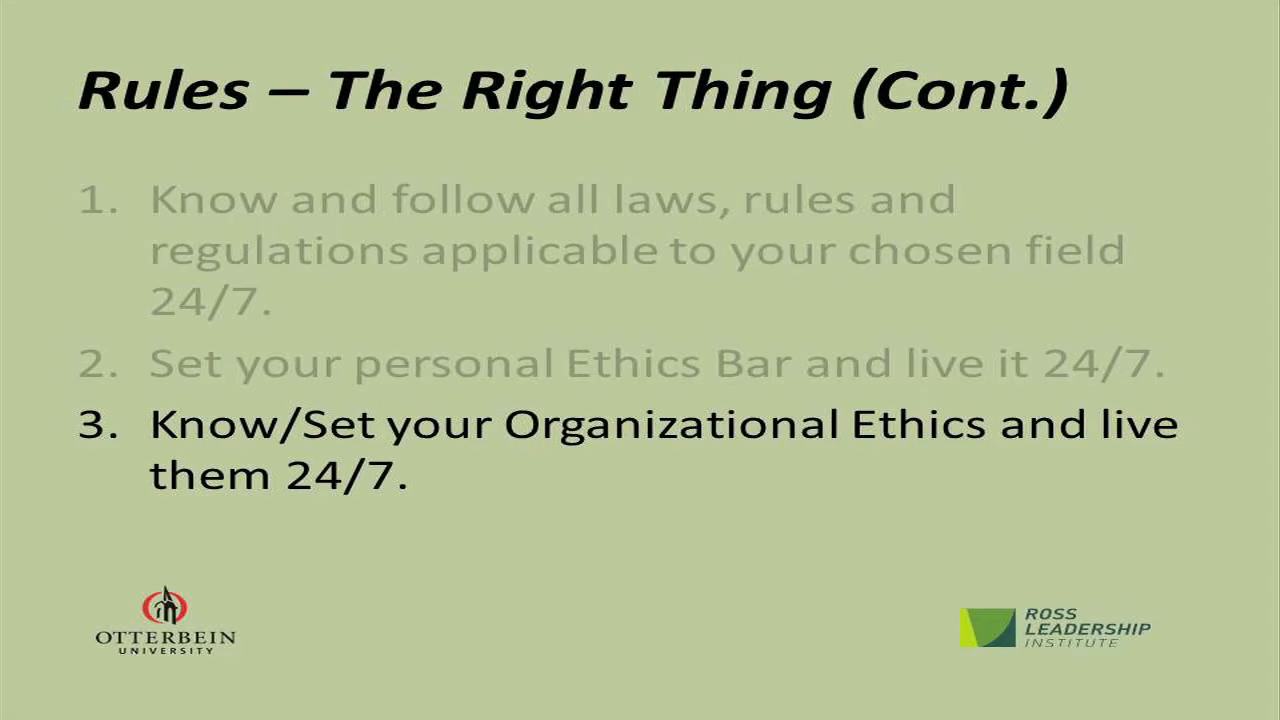 Rules – The Right Thing (Cont.)
1. Know and follow all laws, rules and
regulations applicable to your chosen field
24/7.
2. Set your personal Ethics Bar and live it 24/7.
3. Know/Set your Organizational Ethics and live
them 24/7.
OTTERBEIN
UNIVERSITY
ROSS
LEADERSHIP
INSTITUTE